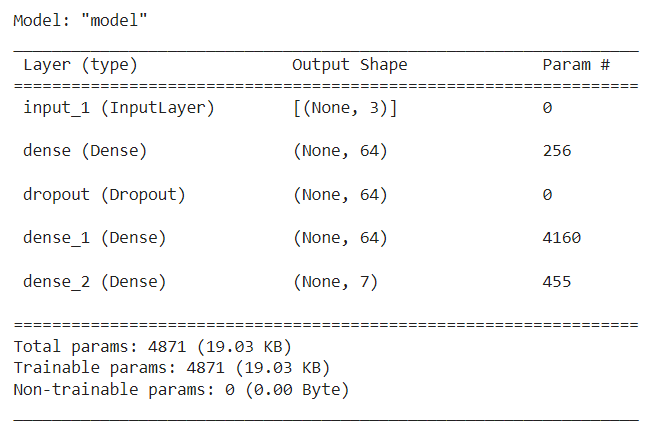 Model: "model"
Layer (type) Output Shape Param #
input_1 (InputLayer) [(None, 3)] 0
dense (Dense) (None, 64) 256
dropout (Dropout) (None, 64) 0
dense_1 (Dense) (None, 64) 4160
dense_2 (Dense) (None, 7) 455
Total params: 4871 (19.03 KB)
Trainable params: 4871 (19.03 KB)
Non-trainable params: 0 (0.00 Byte)